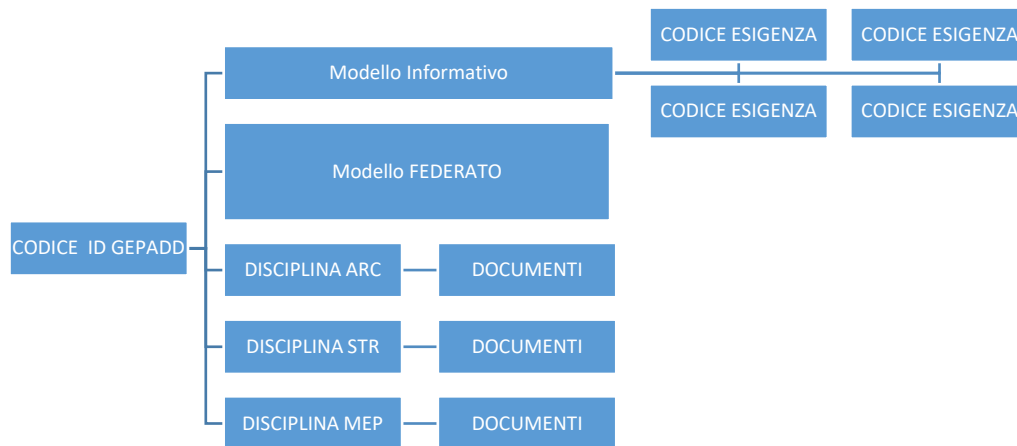 CODICE ESIGENZA
CODICE ESIGENZA
Modello Informativo
CODICE ESIGENZA
CODICE ESIGENZA
Modello FEDERATO
CODICE ID GEPADD
DISCIPLINA ARC
DOCUMENTI
DISCIPLINA STR
DOCUMENTI
DISCIPLINA MEP
DOCUMENTI